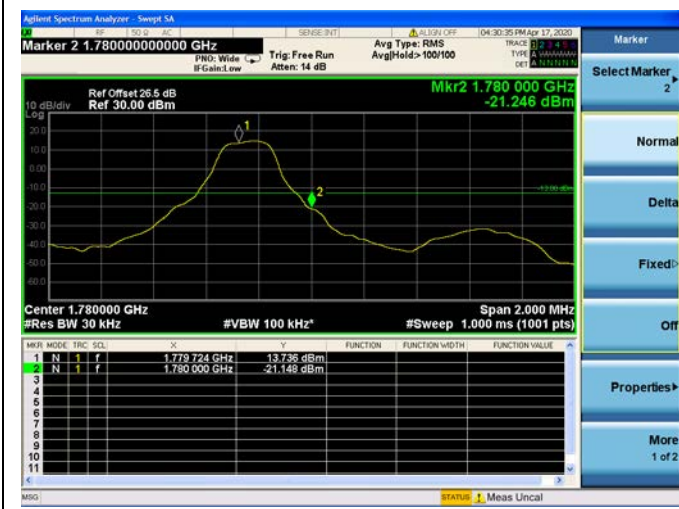 Agilent Spectrum Analyzer - Swept SA
RF 50 Ω AC SENSE:INT ALIGN OFF 04:30:35 PM Apr 17, 2020
Marker 2 1.780000000000 GHz
PNO: Wide Trig: Free Run Avg Type: RMS TRACE 1 2 3 4 5 6
IFGain:Low Atten: 14 dB Avg|Hold:>100/100 TYPE A WWWWW
DET A N N N N N
Ref Offset 26.5 dB Mkr2 1.780 000 GHz
10 dB/div Ref 30.00 dBm -21.246 dBm
Log
20.0
10.0
0.00
-10.0
-20.0
-30.0
-40.0
-50.0
-60.0
1
2
-13.00 dBm
Center 1.780000 GHz Span 2.000 MHz
#Res BW 30 kHz #VBW 100 kHz* #Sweep 1.000 ms (1001 pts)
MKR MODE TRC SCL X Y FUNCTION FUNCTION WIDTH FUNCTION VALUE
1 N 1 f 1.779 724 GHz 13.736 dBm
2 N 1 f 1.780 000 GHz -21.148 dBm
3
4
5
6
7
8
9
10
11
MSG STATUS Meas Uncal
Marker
Select Marker
2
Normal
Delta
Fixed
Off
Properties
More
1 of 2